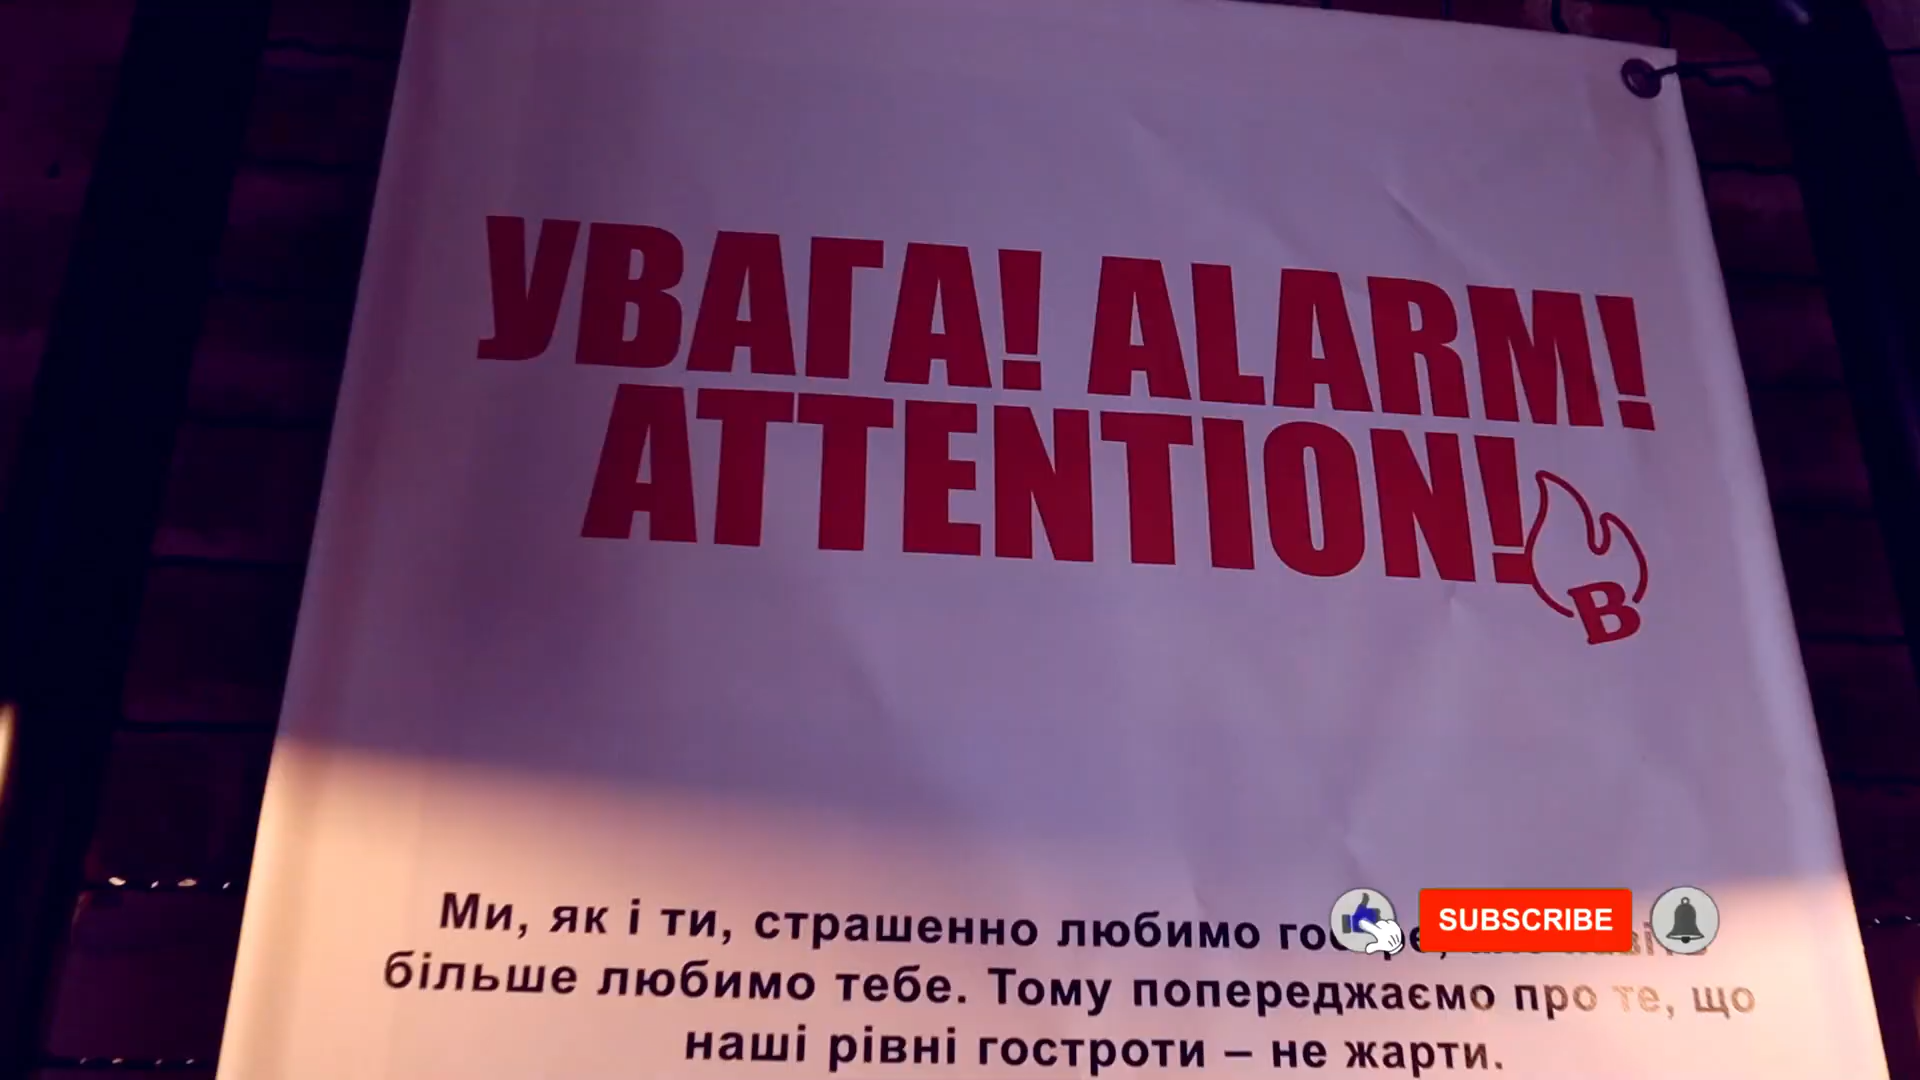 УВАГА! ALARM!
ATTENTION!
B
Ми, як і ти, страшенно любимо
SUBSCRIBE
більше любимо тебе. Тому попереджаємо про те, що
наші рівні гостроти – не жарти.